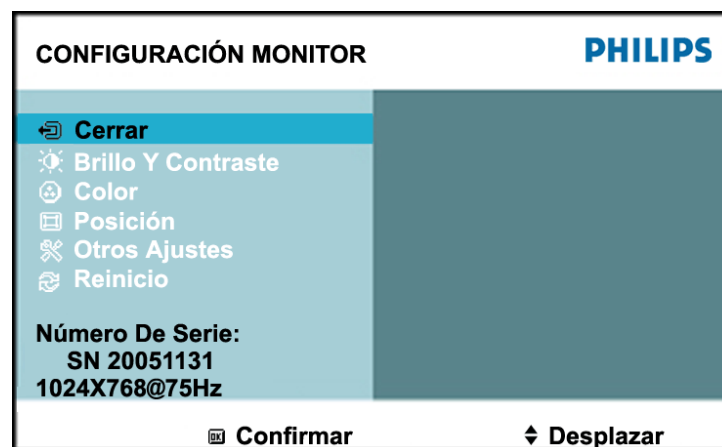 CONFIGURACIÓN MONITOR
PHILIPS
Cerrar
Brillo Y Contraste
Color
Posición
Otros Ajustes
Reinicio
Número De Serie:
SN 20051131
1024X768@75Hz
OK Confirmar
Desplazar